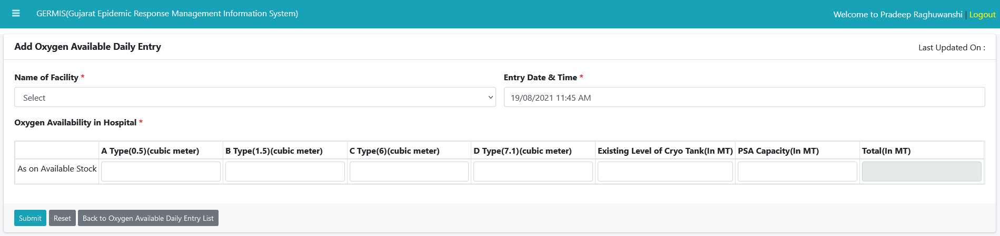 GERMIS(Gujarat Epidemic Response Management Information System)
Welcome to Pradeep Raghuwanshi | Logout
Add Oxygen Available Daily Entry
Last Updated On :
Name of Facility *
Entry Date & Time *
Select
19/08/2021 11:45 AM
Oxygen Availability in Hospital *
A Type(0.5)(cubic meter) B Type(1.5)(cubic meter) C Type(6)(cubic meter) D Type(7.1)(cubic meter) Existing Level of Cryo Tank(In MT) PSA Capacity(In MT) Total(In MT)
As on Available Stock
Submit Reset Back to Oxygen Available Daily Entry List